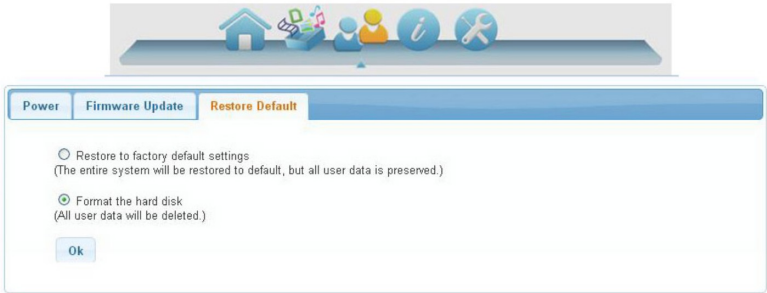 Power Firmware Update Restore Default
Restore to factory default settings
(The entire system will be restored to default, but all user data is preserved.)
Format the hard disk
(All user data will be deleted.)
Ok